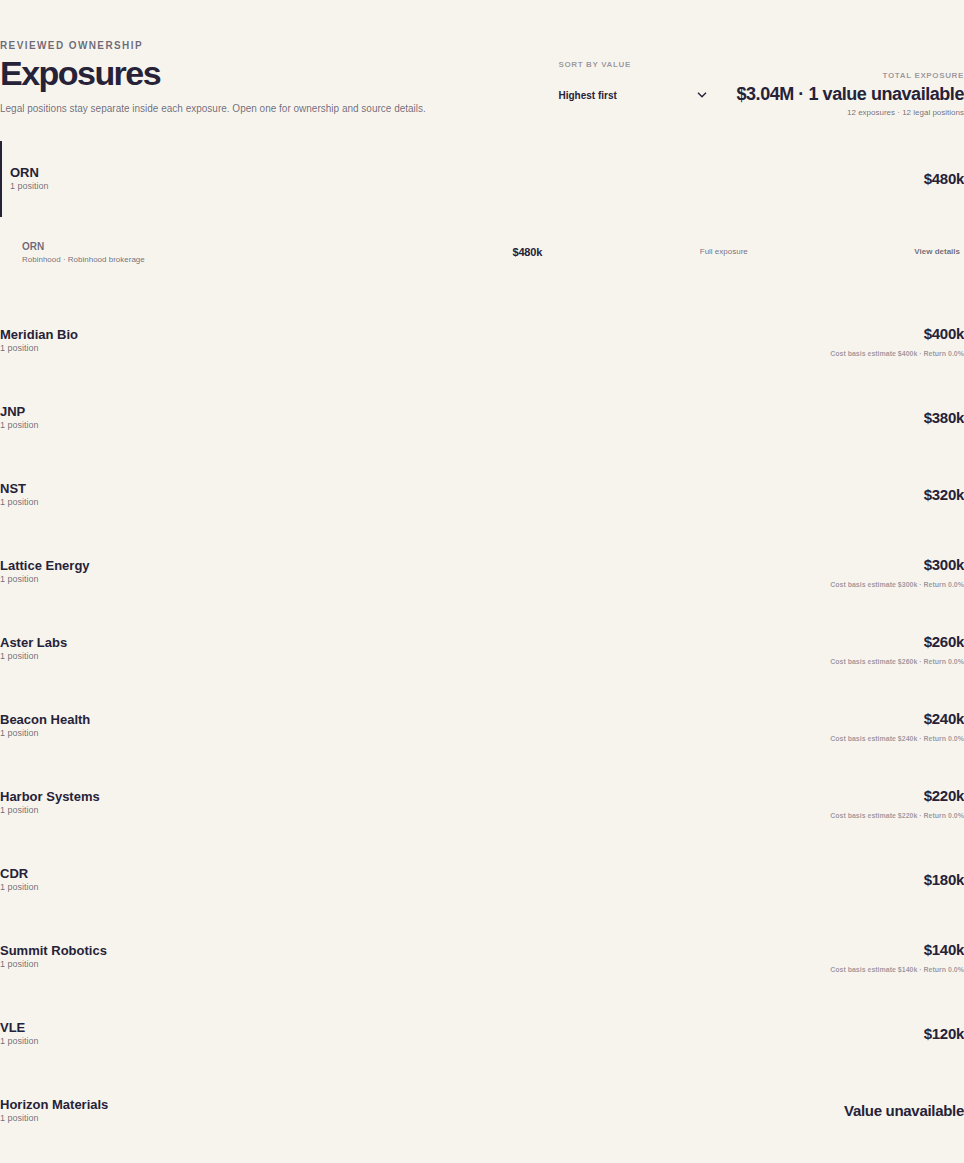 REVIEWED OWNERSHIP
Exposures
Legal positions stay separate inside each exposure. Open one for ownership and source details.
SORT BY VALUE
Highest first
TOTAL EXPOSURE
$3.04M · 1 value unavailable
12 exposures · 12 legal positions
ORN
1 position
$480k
ORN
Robinhood · Robinhood brokerage
$480k
Full exposure
View details
Meridian Bio
1 position
$400k
Cost basis estimate $400k · Return 0.0%
JNP
1 position
$380k
NST
1 position
$320k
Lattice Energy
1 position
$300k
Cost basis estimate $300k · Return 0.0%
Aster Labs
1 position
$260k
Cost basis estimate $260k · Return 0.0%
Beacon Health
1 position
$240k
Cost basis estimate $240k · Return 0.0%
Harbor Systems
1 position
$220k
Cost basis estimate $220k · Return 0.0%
CDR
1 position
$180k
Summit Robotics
1 position
$140k
Cost basis estimate $140k · Return 0.0%
VLE
1 position
$120k
Horizon Materials
1 position
Value unavailable